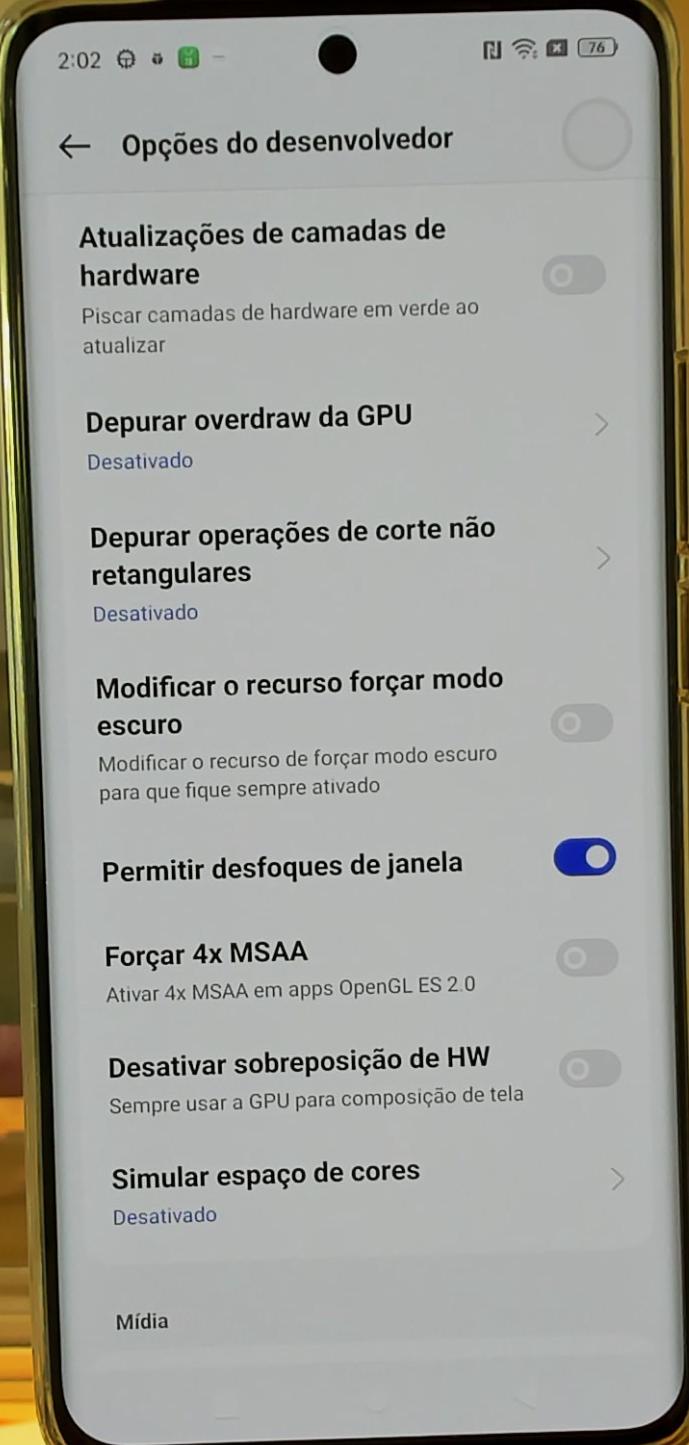 2:02
76
Opções do desenvolvedor
Atualizações de camadas de
hardware
Piscar camadas de hardware em verde ao
atualizar
Depurar overdraw da GPU
Desativado
Depurar operações de corte não
retangulares
Desativado
Modificar o recurso forçar modo
escuro
Modificar o recurso de forçar modo escuro
para que fique sempre ativado
Permitir desfoques de janela
Forçar 4x MSAA
Ativar 4x MSAA em apps OpenGL ES 2.0
Desativar sobreposição de HW
Sempre usar a GPU para composição de tela
Simular espaço de cores
Desativado
Mídia